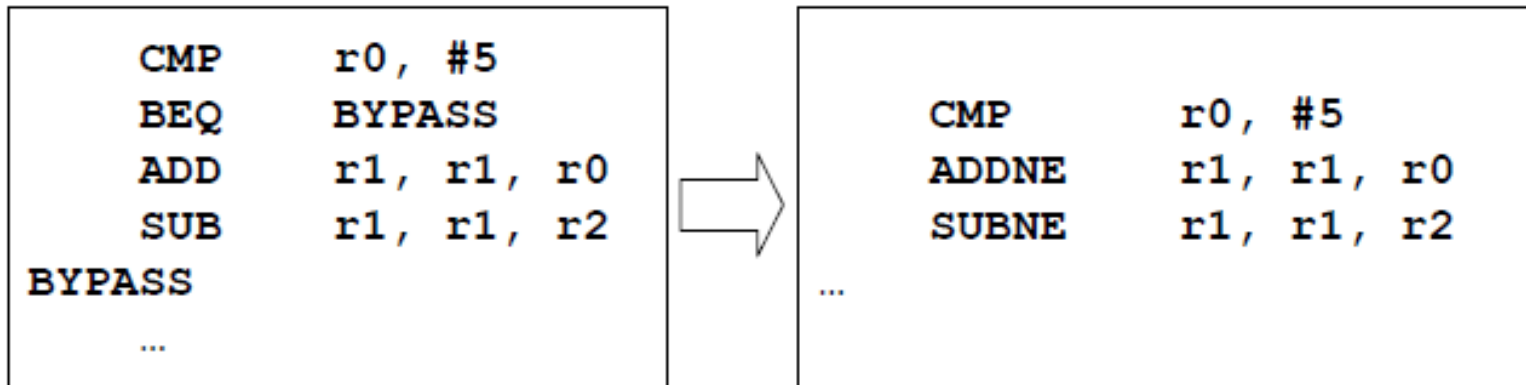 CMP r0, #5
BEQ BYPASS
ADD r1, r1, r0
SUB r1, r1, r2
BYPASS
…
CMP r0, #5
ADDNE r1, r1, r0
SUBNE r1, r1, r2
…